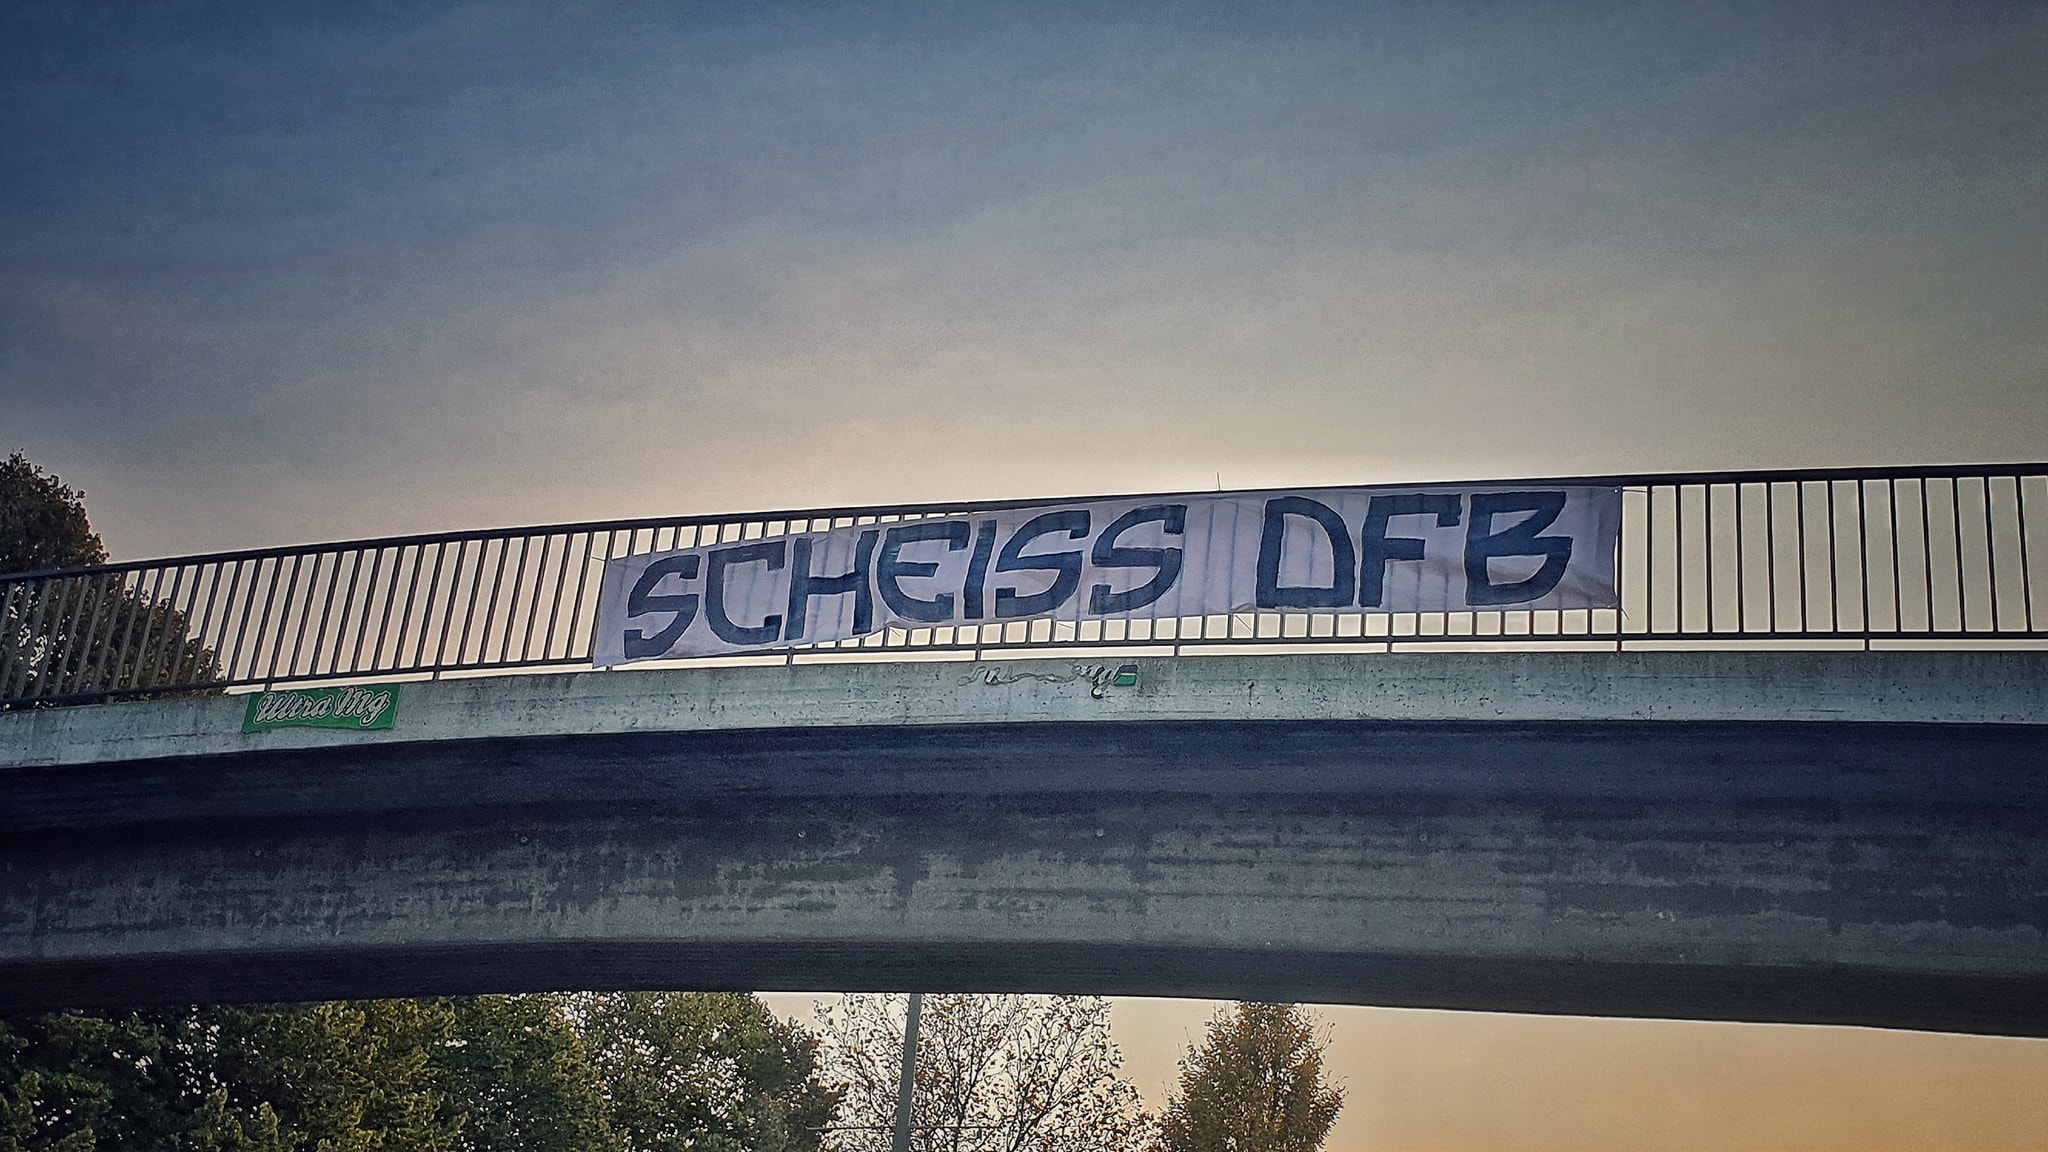 SCHEISS DFB
Ultra Mg